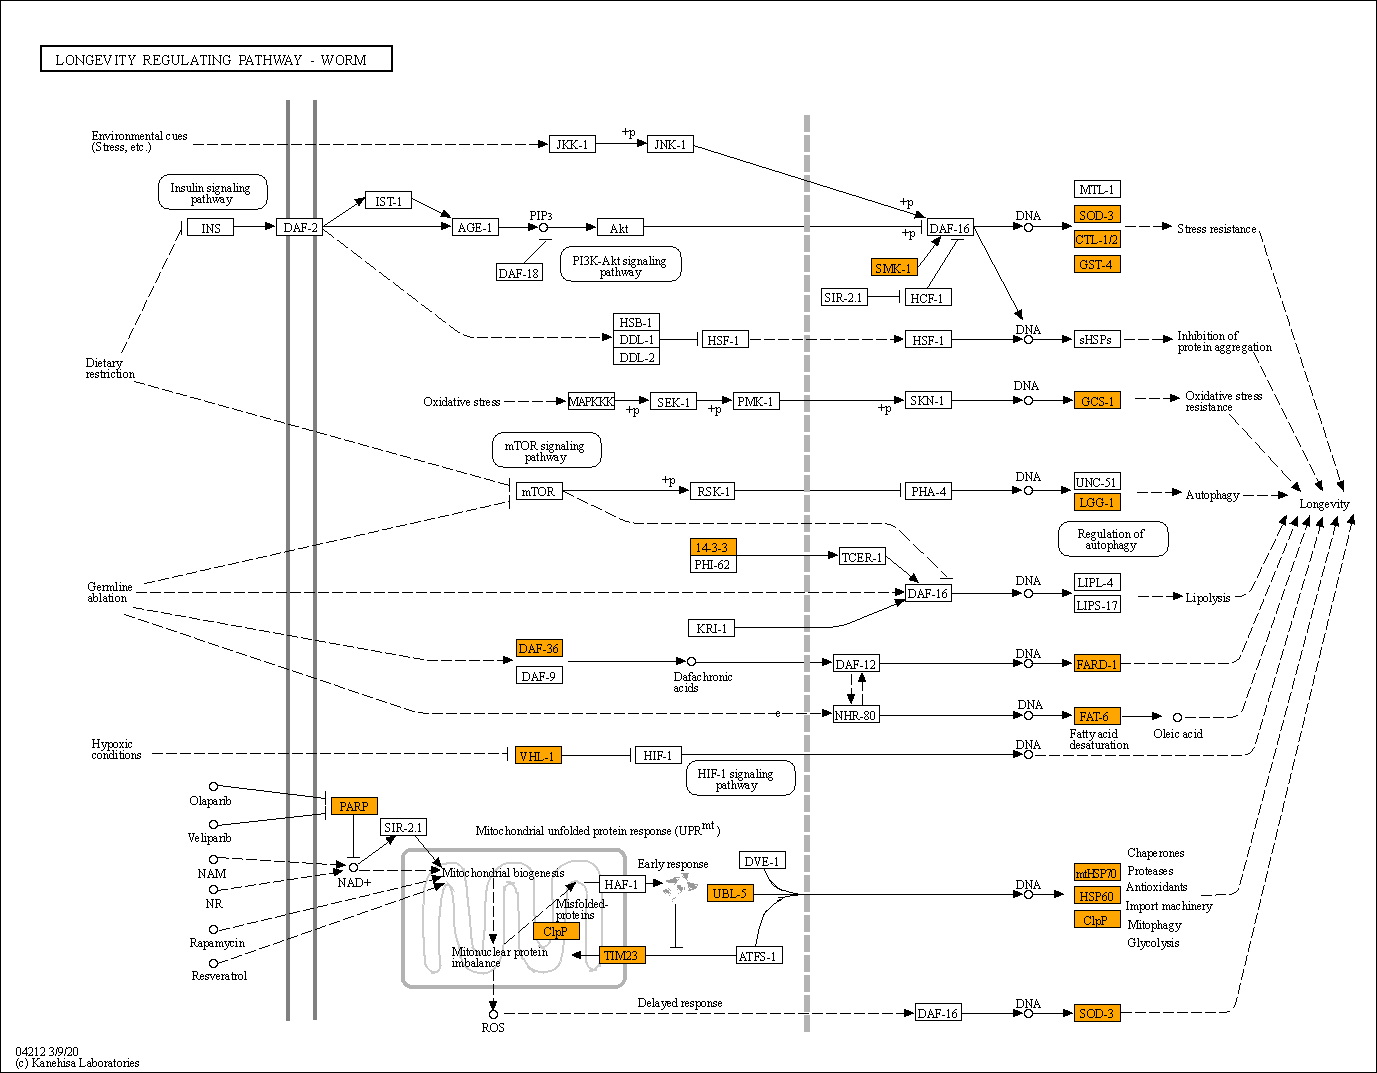 LONGEVITY REGULATING PATHWAY - WORM
Environmental cues
(Stress, etc.)
JKK-1
+p
JNK-1
Insulin signaling
pathway
INS
DAF-2
IST-1
AGE-1
PIP3
Akt
DAF-18
PI3K-Akt signaling
pathway
+p
+p
DAF-16
SMK-1
SIR-2.1
HCF-1
DNA
MTL-1
SOD-3
CTL-1/2
GST-4
Stress resistance
HSB-1
DDL-1
DDL-2
HSF-1
HSF-1
DNA
sHSPs
Inhibition of
protein aggregation
Dietary
restriction
Oxidative stress
MAPKKK
+p
SEK-1
+p
PMK-1
+p
SKN-1
DNA
GCS-1
Oxidative stress
resistance
mTOR signaling
pathway
mTOR
+p
RSK-1
PHA-4
DNA
UNC-51
LGG-1
Autophagy
Longevity
Regulation of
autophagy
14-3-3
PHI-62
TCER-1
Germline
ablation
DAF-16
DNA
LIPL-4
LIPS-17
Lipolysis
KRI-1
DAF-36
DAF-9
Dafachronic
acids
DAF-12
DNA
FARD-1
e
NHR-80
DNA
FAT-6
Fatty acid
desaturation
Oleic acid
Hypoxic
conditions
VHL-1
HIF-1
DNA
HIF-1 signaling
pathway
Olaparib
PARP
Veliparib
SIR-2.1
NAM
NAD+
NR
Rapamycin
Resveratrol
Mitochondrial unfolded protein response (UPRmt)
Mitochondrial biogenesis
Early response
HAF-1
Misfolded-
proteins
ClpP
Mitonuclear protein
imbalance
TIM23
UBL-5
DVE-1
ATFS-1
DNA
mtHSP70
HSP60
ClpP
Chaperones
Proteases
Antioxidants
Import machinery
Mitophagy
Glycolysis
ROS
Delayed response
DAF-16
DNA
SOD-3
04212 3/9/20
(c) Kanehisa Laboratories